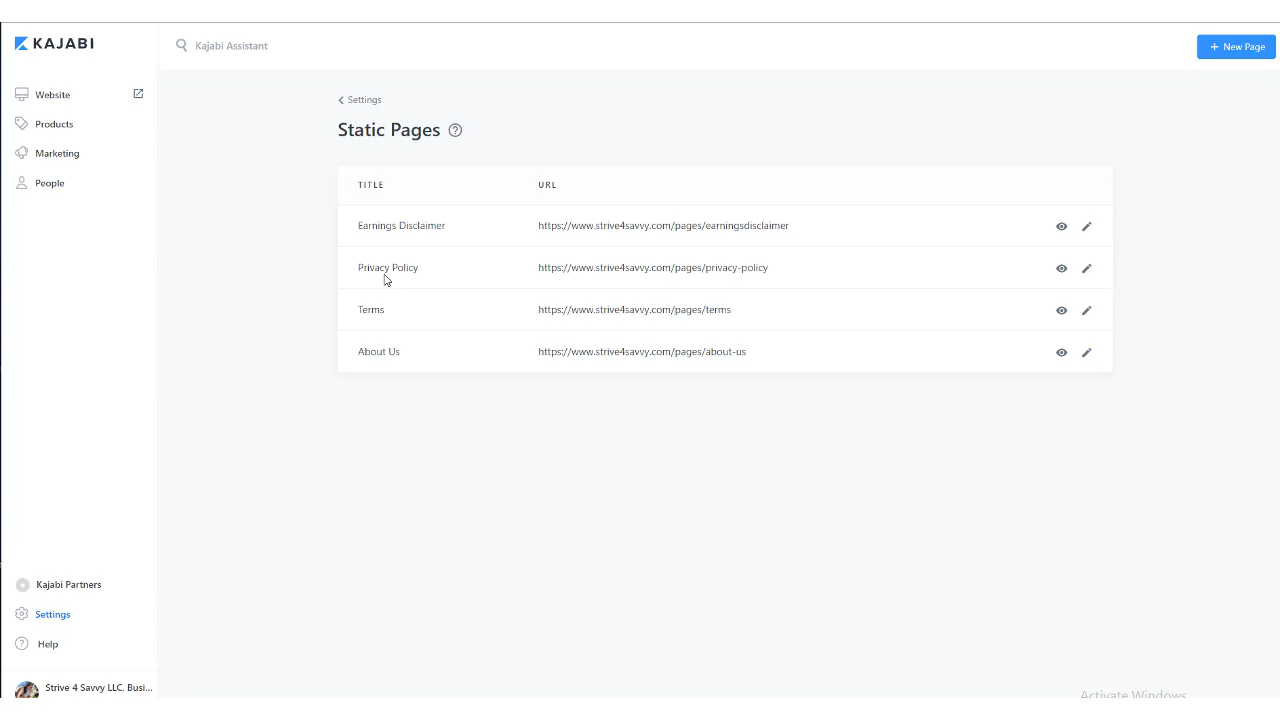 KAJABI
Kajabi Assistant
+ New Page
Website
Products
Marketing
People
Settings
Static Pages
TITLE URL
Earnings Disclaimer https://www.strive4savvy.com/pages/earningsdisclaimer
Privacy Policy https://www.strive4savvy.com/pages/privacy-policy
Terms https://www.strive4savvy.com/pages/terms
About Us https://www.strive4savvy.com/pages/about-us
Kajabi Partners
Settings
Help
Strive 4 Savvy LLC, Busi...
Activate Windows